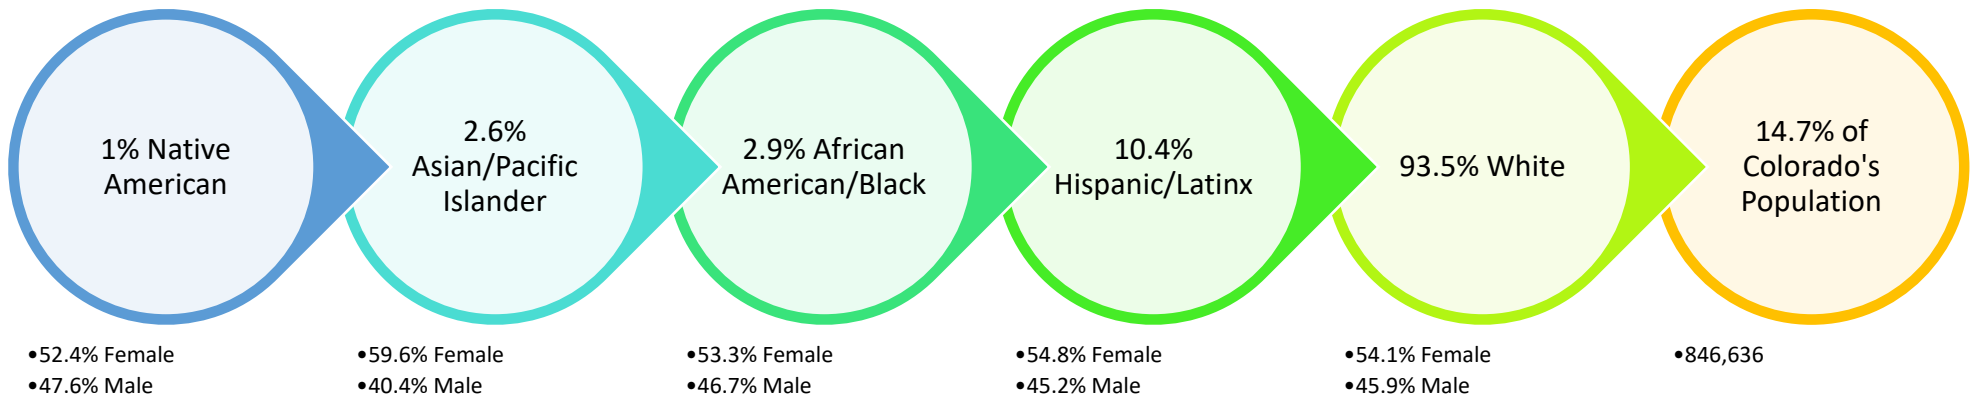 1% Native
American
2.6%
Asian/Pacific
Islander
2.9% African
American/Black
10.4%
Hispanic/Latinx
93.5% White
14.7% of
Colorado's
Population
•52.4% Female
•47.6% Male
•59.6% Female
•40.4% Male
•53.3% Female
•46.7% Male
•54.8% Female
•45.2% Male
•54.1% Female
•45.9% Male
•846,636